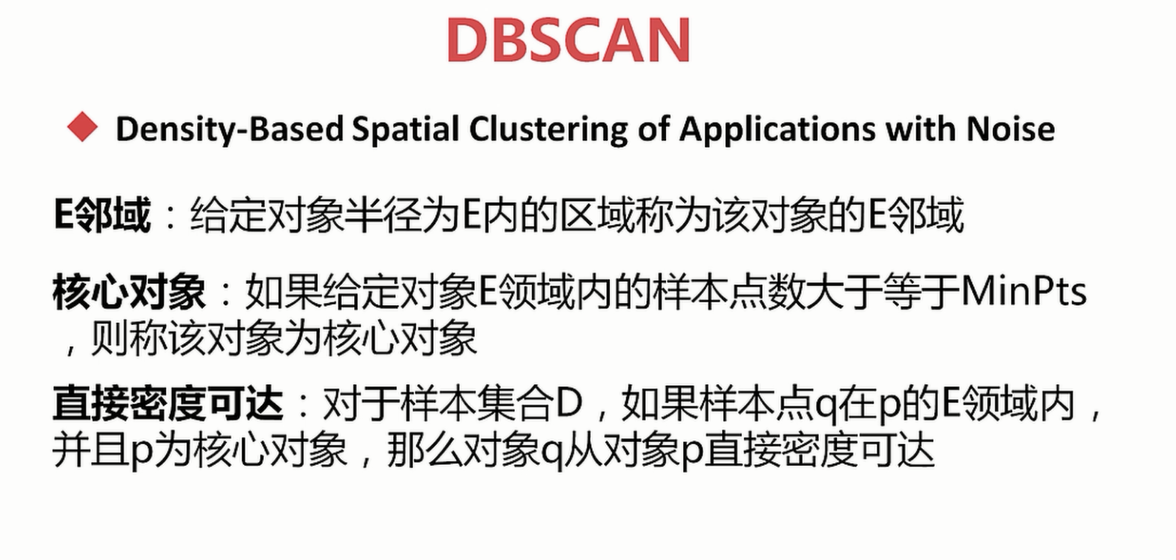 DBSCAN
Density-Based Spatial Clustering of Applications with Noise
E邻域：给定对象半径为E内的区域称为该对象的E邻域
核心对象：如果给定对象E领域内的样本点数大于等于MinPts
，则称该对象为核心对象
直接密度可达：对于样本集合D，如果样本点q在p的E领域内，
并且p为核心对象，那么对象q从对象p直接密度可达